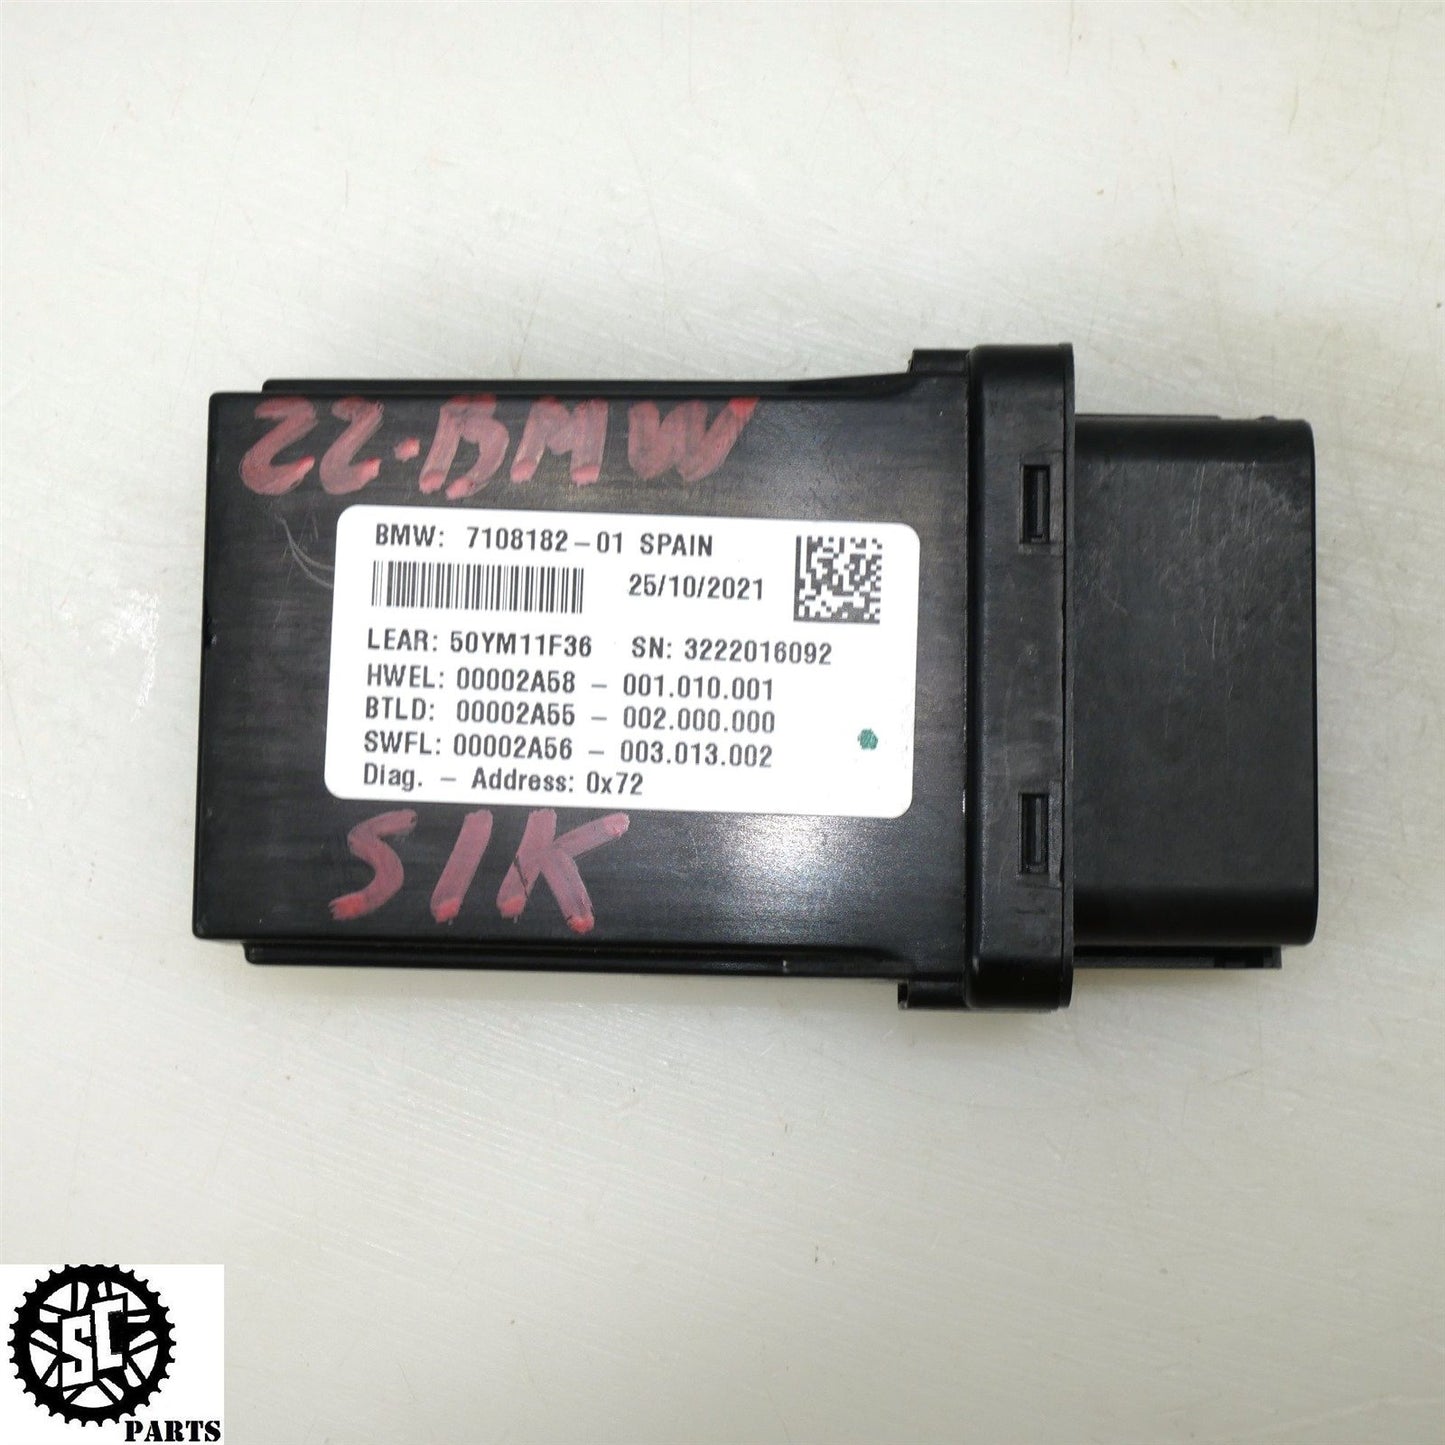 22-BMW
BMW: 7108182-01 SPAIN
25/10/2021
LEAR: 50YM11F36 SN: 3222016092
HWEL: 00002A58 - 001.010.001
BTLD: 00002A55 - 002.000.000
SWFL: 00002A56 - 003.013.002
Diag. - Address: 0x72
S1K
SC
PARTS